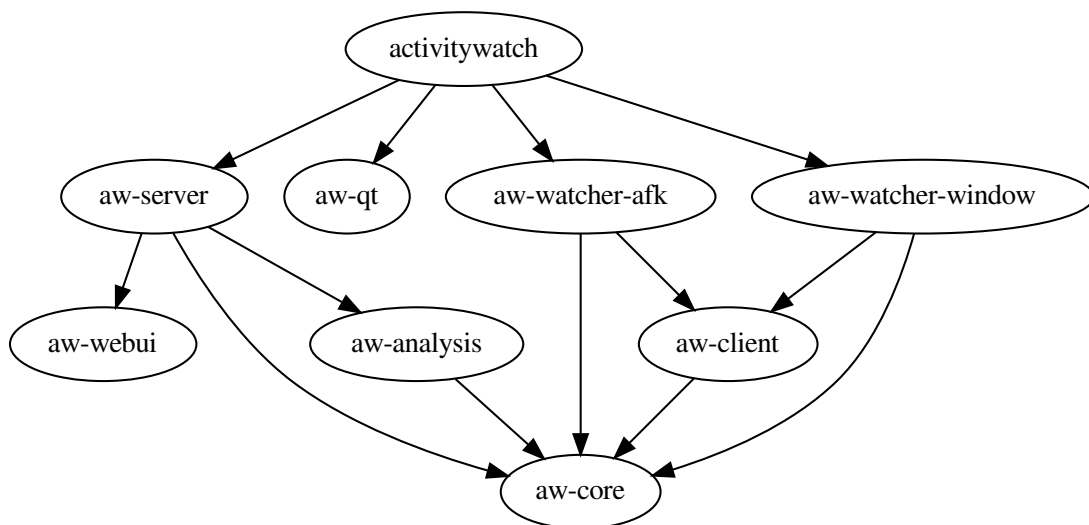 activitywatch
aw-server
aw-qt
aw-watcher-afk
aw-watcher-window
aw-webui
aw-analysis
aw-client
aw-core